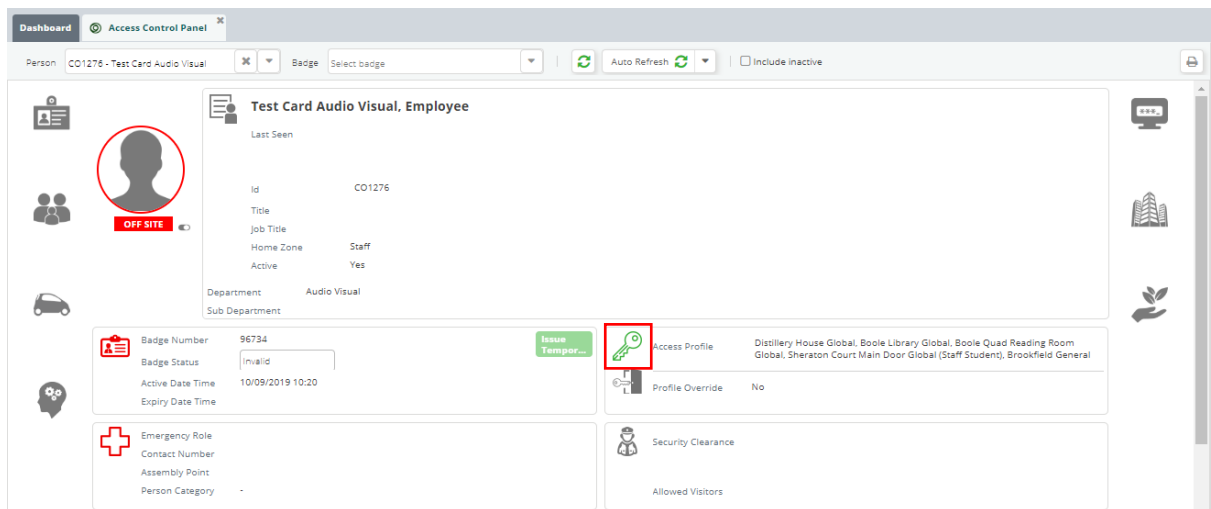 Dashboard Access Control Panel
Person CO1276 - Test Card Audio Visual Badge Select badge Auto Refresh Include inactive
Test Card Audio Visual, Employee
Last Seen
Id CO1276
Title
OFF SITE
Job Title
Home Zone Staff
Active Yes
Department Audio Visual
Sub Department
Badge Number 96734
Issue
Tempor...
Badge Status Invalid
Active Date Time 10/09/2019 10:20
Expiry Date Time
Access Profile Distillery House Global, Boole Library Global, Boole Quad Reading Room
Global, Sheraton Court Main Door Global (Staff Student), Brookfield General
Profile Override No
Emergency Role
Contact Number
Assembly Point
Person Category -
Security Clearance
Allowed Visitors